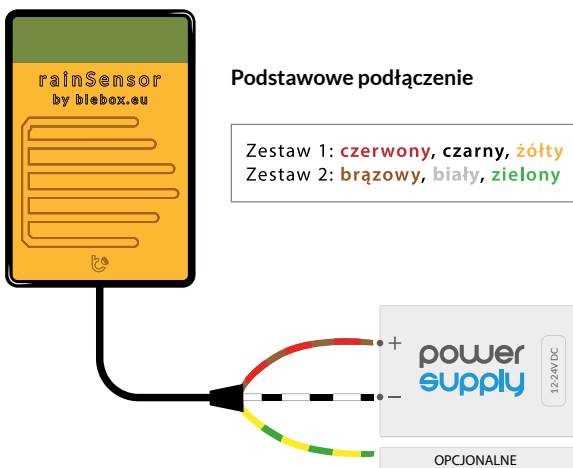 rainSensor
by blebox.eu
Podstawowe podłączenie
Zestaw 1: czerwony, czarny, żółty
Zestaw 2: brązowy, biały, zielony
+
power
supply
12-24V DC
−
OPCJONALNE